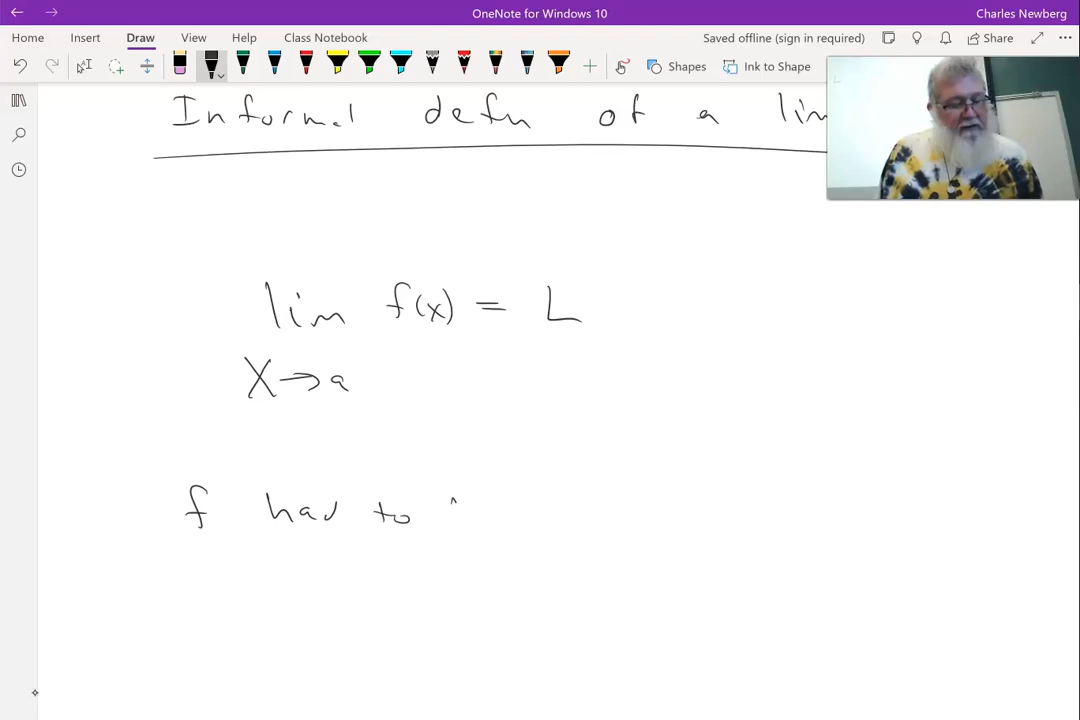 OneNote for Windows 10
Charles Newberg
Home Insert Draw View Help Class Notebook
Saved offline (sign in required)
Share
Shapes
Ink to Shape
Informal defn of a lim
lim f(x) = L
x→a
f had to